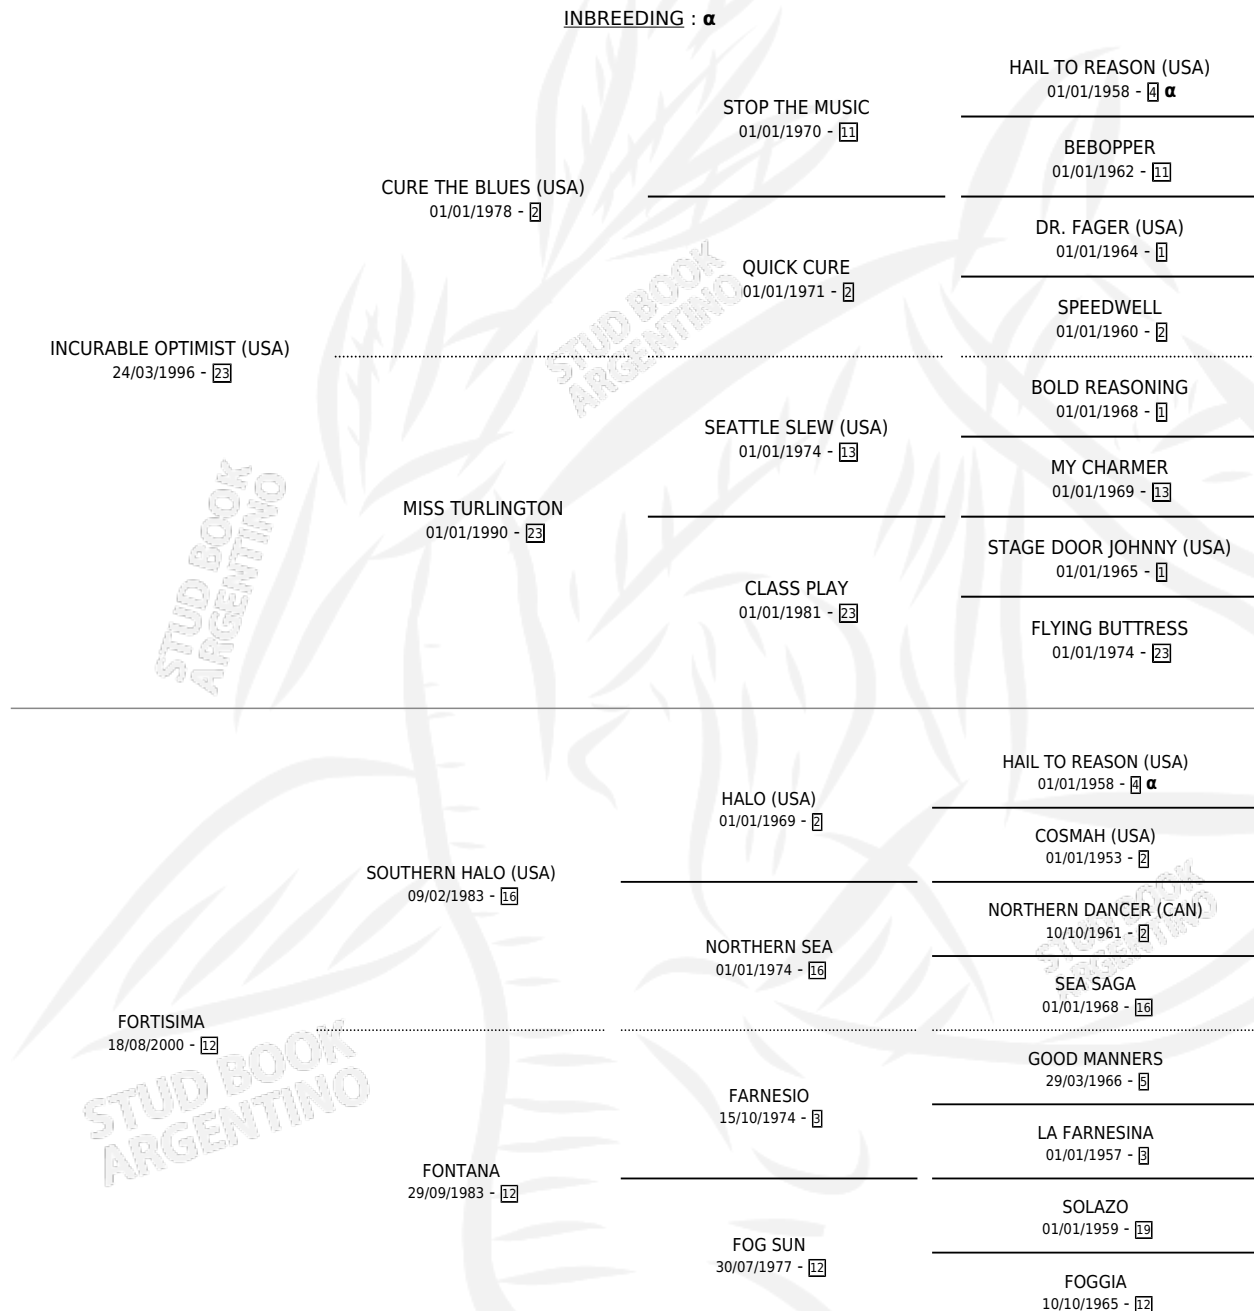 INBREEDING : α
HAIL TO REASON (USA)
01/01/1958 - 4 α
STOP THE MUSIC
01/01/1970 - 11
BEBOPPER
01/01/1962 - 11
CURE THE BLUES (USA)
01/01/1978 - 2
DR. FAGER (USA)
01/01/1964 - 1
QUICK CURE
01/01/1971 - 2
SPEEDWELL
01/01/1960 - 2
INCURABLE OPTIMIST (USA)
24/03/1996 - 23
BOLD REASONING
01/01/1968 - 1
SEATTLE SLEW (USA)
01/01/1974 - 13
MY CHARMER
01/01/1969 - 13
MISS TURLINGTON
01/01/1990 - 23
STAGE DOOR JOHNNY (USA)
01/01/1965 - 1
CLASS PLAY
01/01/1981 - 23
FLYING BUTTRESS
01/01/1974 - 23
HAIL TO REASON (USA)
01/01/1958 - 4 α
HALO (USA)
01/01/1969 - 2
COSMAH (USA)
01/01/1953 - 2
SOUTHERN HALO (USA)
09/02/1983 - 16
NORTHERN DANCER (CAN)
10/10/1961 - 2
NORTHERN SEA
01/01/1974 - 16
SEA SAGA
01/01/1968 - 16
FORTISIMA
18/08/2000 - 12
GOOD MANNERS
29/03/1966 - 5
FARNESIO
15/10/1974 - 3
LA FARNESINA
01/01/1957 - 3
FONTANA
29/09/1983 - 12
SOLAZO
01/01/1959 - 19
FOG SUN
30/07/1977 - 12
FOGGIA
10/10/1965 - 12
STUD BOOK
ARGENTINO
STUD BOOK
ARGENTINO
STUD BOOK
ARGENTINO
STUD BOOK
ARGENTINO